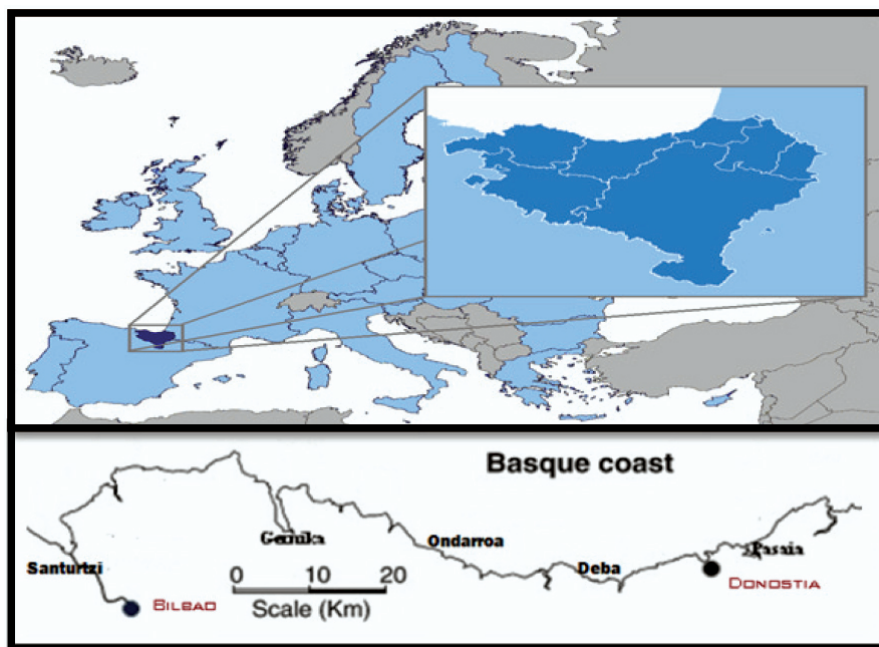 Basque coast
Santurtzi
Gernika
Ondarroa
Deba
Pasaia
BILBAO
DONOSTIA
0 10 20
Scale (Km)